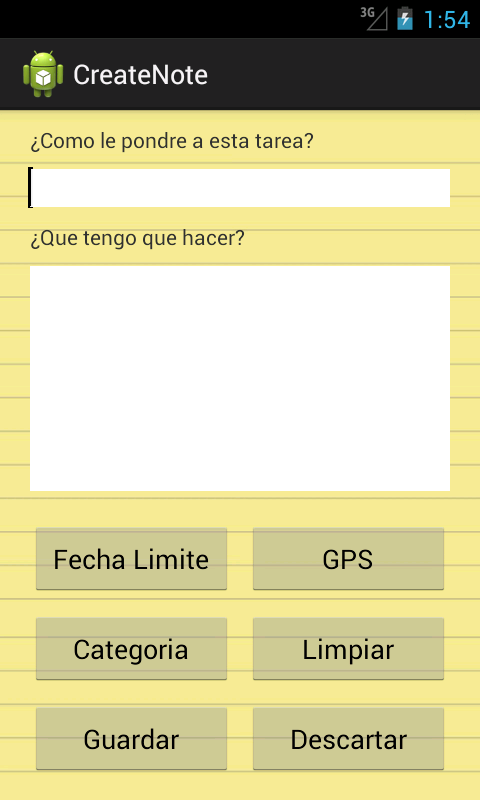 3G 1:54
CreateNote
¿Como le pondre a esta tarea?
¿Que tengo que hacer?
Fecha Limite GPS
Categoria Limpiar
Guardar Descartar